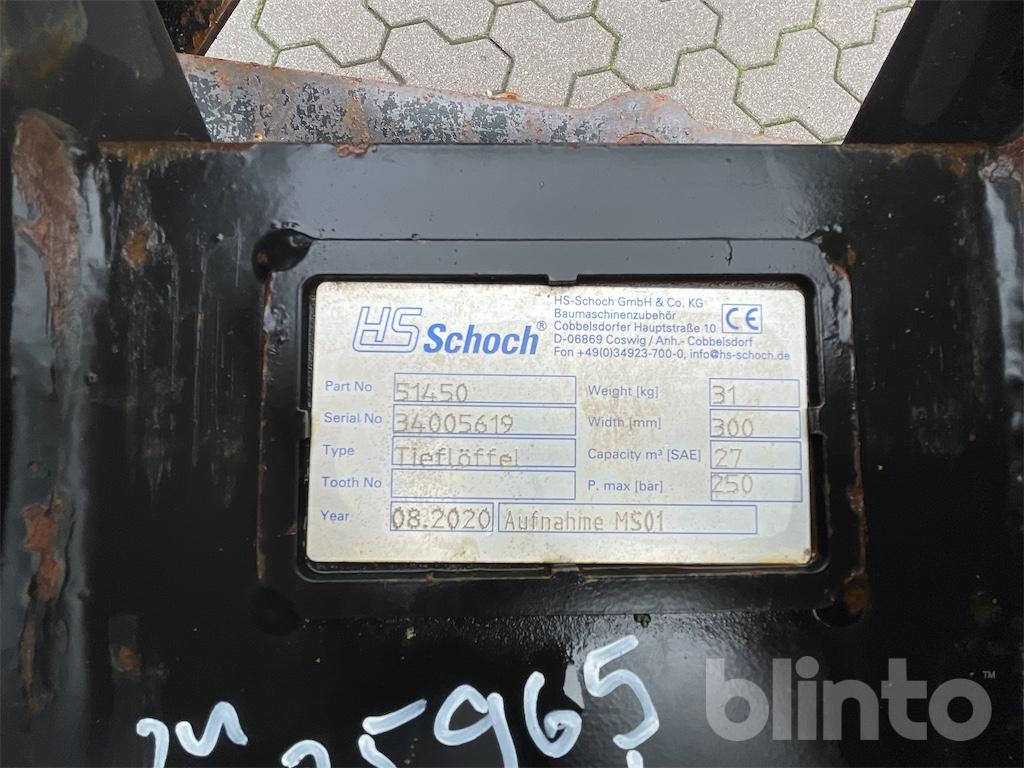 HS Schoch®
HS-Schoch GmbH & Co. KG
Baumaschinenzubehör
Cobbelsdorfer Hauptstraße 10
D-06869 Coswig / Anh.- Cobbelsdorf
Fon +49(0)34923-700-0, info@hs-schoch.de
CE
Part No 51450 Weight [kg] 31
Serial No 34005619 Width [mm] 300
Type Tieflöffel Capacity m³ [SAE] 27
Tooth No P. max [bar] 250
Year 08.2020 Aufnahme MS01
blinto™